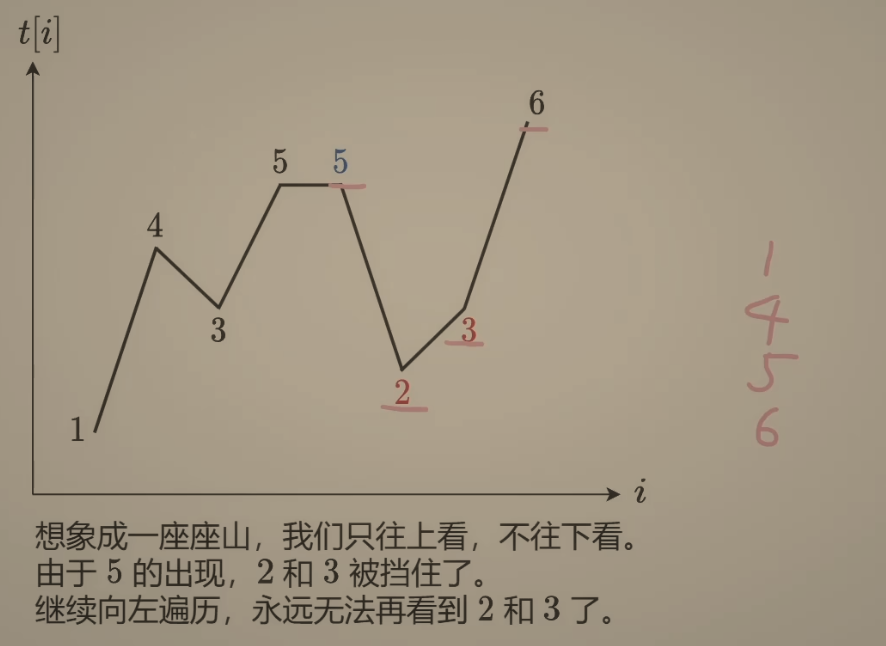 t[i]
6
5 5
4
3
3
2
1
i
1
4
5
6
想象成一座座山，我们只往上看，不往下看。
由于 5 的出现，2 和 3 被挡住了。
继续向左遍历，永远无法再看到 2 和 3 了。